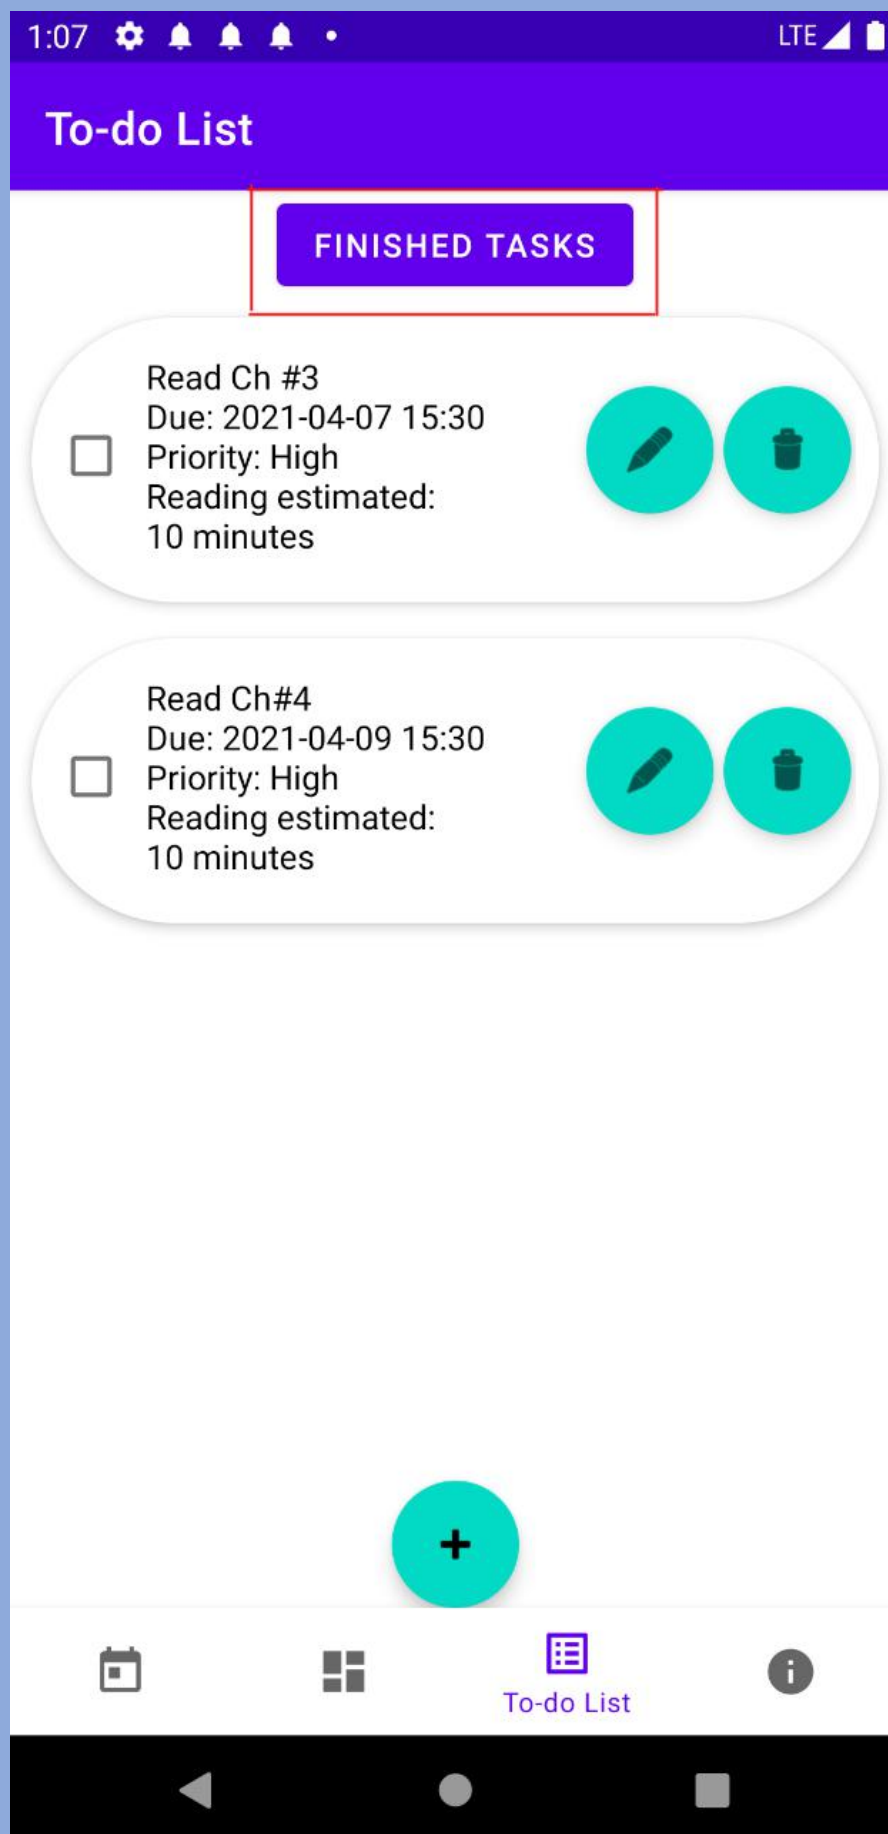 1:07
LTE
To-do List
FINISHED TASKS
Read Ch #3
Due: 2021-04-07 15:30
Priority: High
Reading estimated:
10 minutes
Read Ch#4
Due: 2021-04-09 15:30
Priority: High
Reading estimated:
10 minutes
+
To-do List